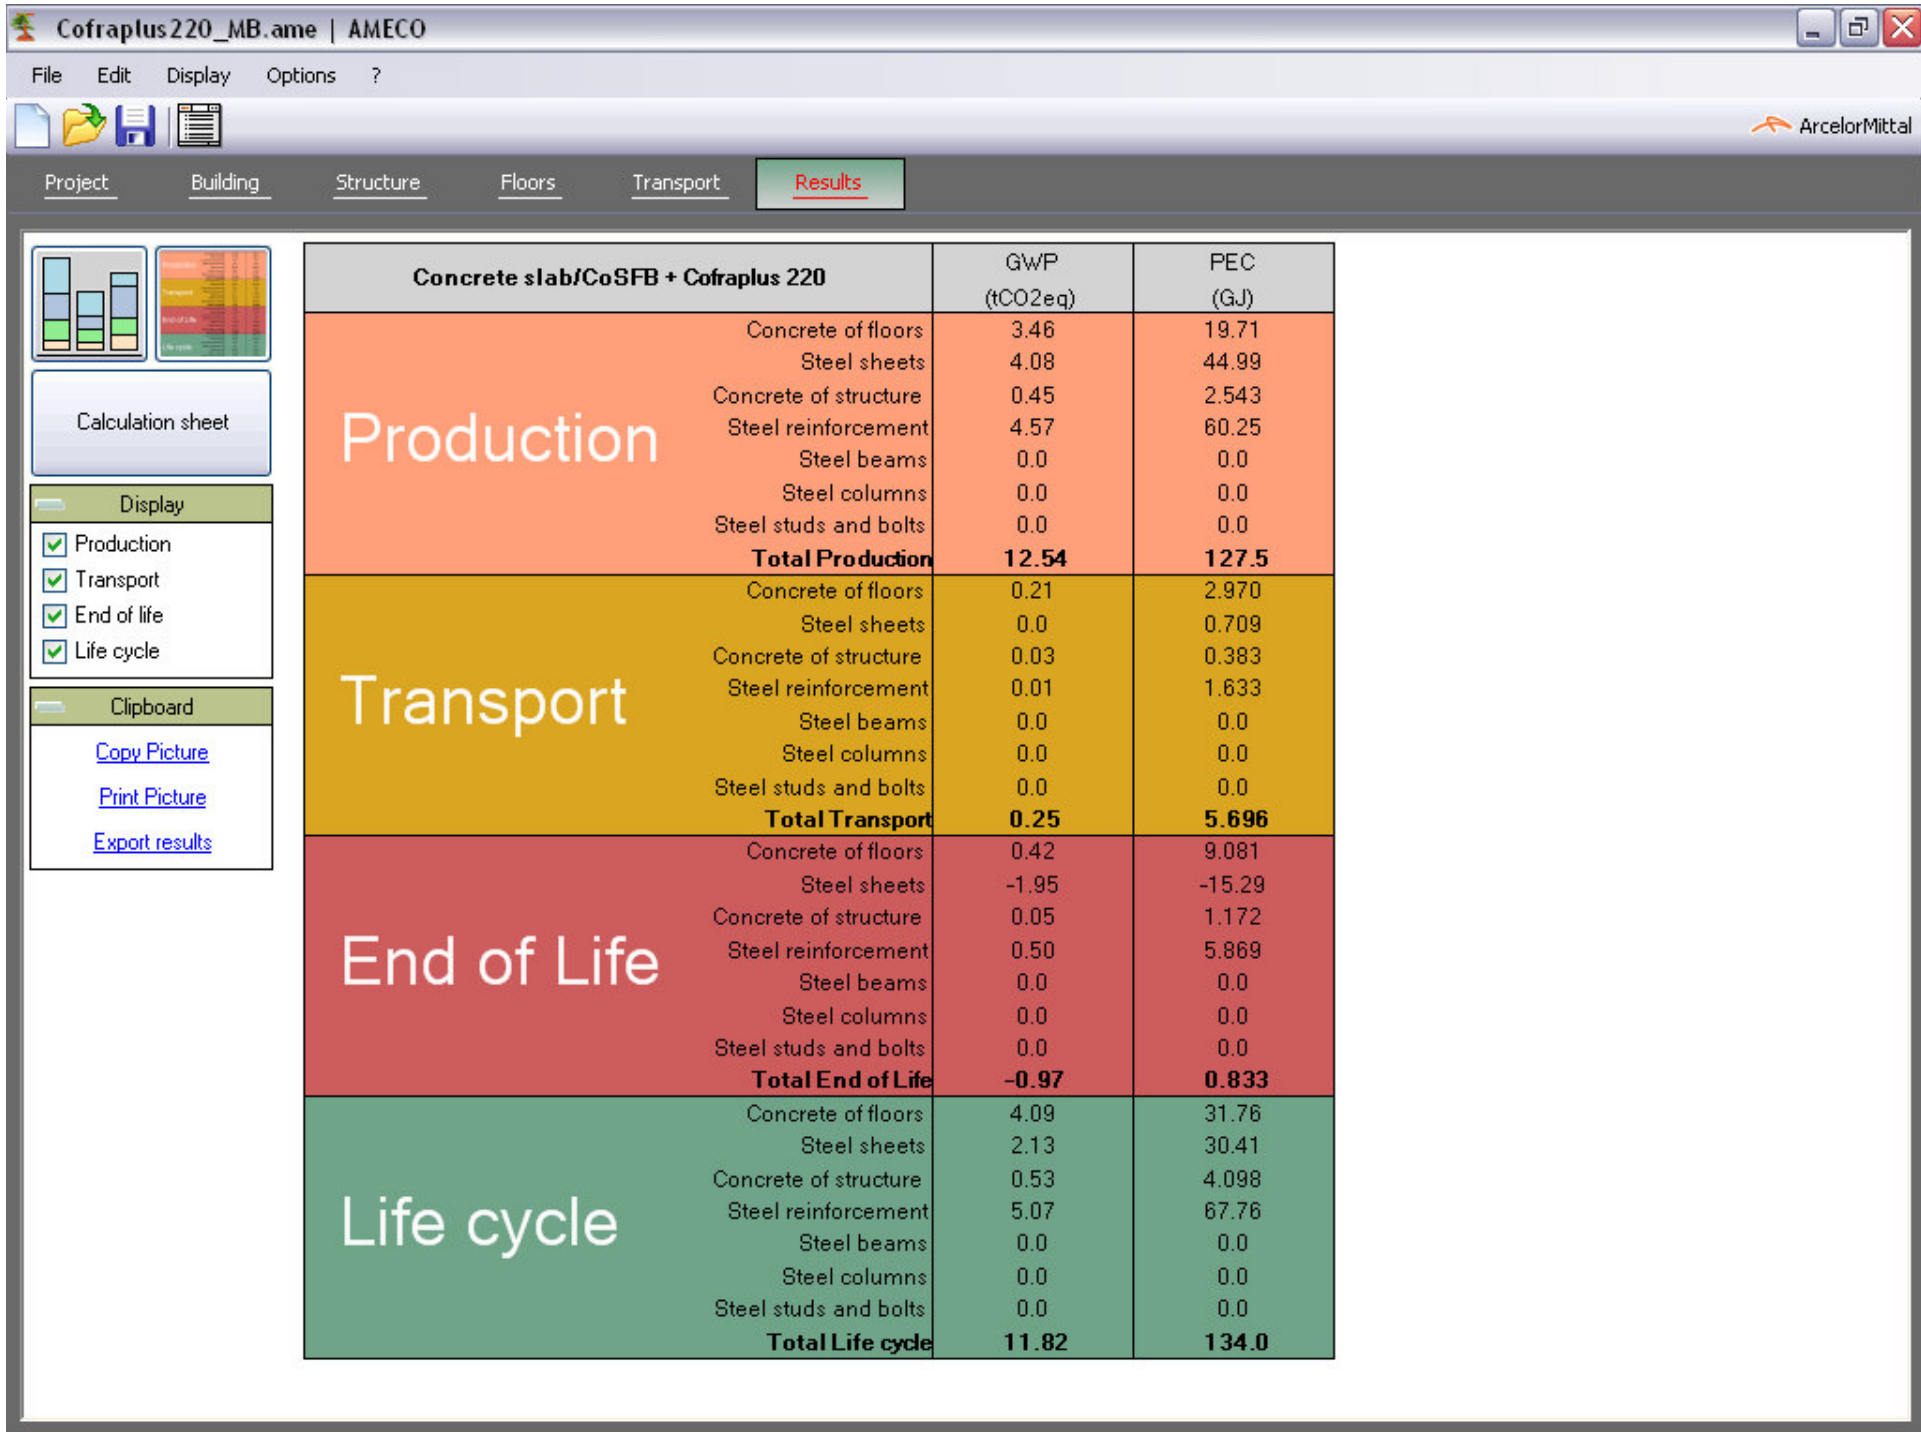 Cofraplus220_MB.ame | AMECO
File Edit Display Options ?
ArcelorMittal
Project Building Structure Floors Transport Results
Calculation sheet
Display
Production
Transport
End of life
Life cycle
Clipboard
Copy Picture
Print Picture
Export results
Concrete slab/CoSFB + Cofraplus 220 GWP (tCO2eq) PEC (GJ)
Production
Concrete of floors 3.46 19.71
Steel sheets 4.08 44.99
Concrete of structure 0.45 2.543
Steel reinforcement 4.57 60.25
Steel beams 0.0 0.0
Steel columns 0.0 0.0
Steel studs and bolts 0.0 0.0
Total Production 12.54 127.5
Transport
Concrete of floors 0.21 2.970
Steel sheets 0.0 0.709
Concrete of structure 0.03 0.383
Steel reinforcement 0.01 1.633
Steel beams 0.0 0.0
Steel columns 0.0 0.0
Steel studs and bolts 0.0 0.0
Total Transport 0.25 5.696
End of Life
Concrete of floors 0.42 9.081
Steel sheets -1.95 -15.29
Concrete of structure 0.05 1.172
Steel reinforcement 0.50 5.869
Steel beams 0.0 0.0
Steel columns 0.0 0.0
Steel studs and bolts 0.0 0.0
Total End of Life -0.97 0.833
Life cycle
Concrete of floors 4.09 31.76
Steel sheets 2.13 30.41
Concrete of structure 0.53 4.098
Steel reinforcement 5.07 67.76
Steel beams 0.0 0.0
Steel columns 0.0 0.0
Steel studs and bolts 0.0 0.0
Total Life cycle 11.82 134.0